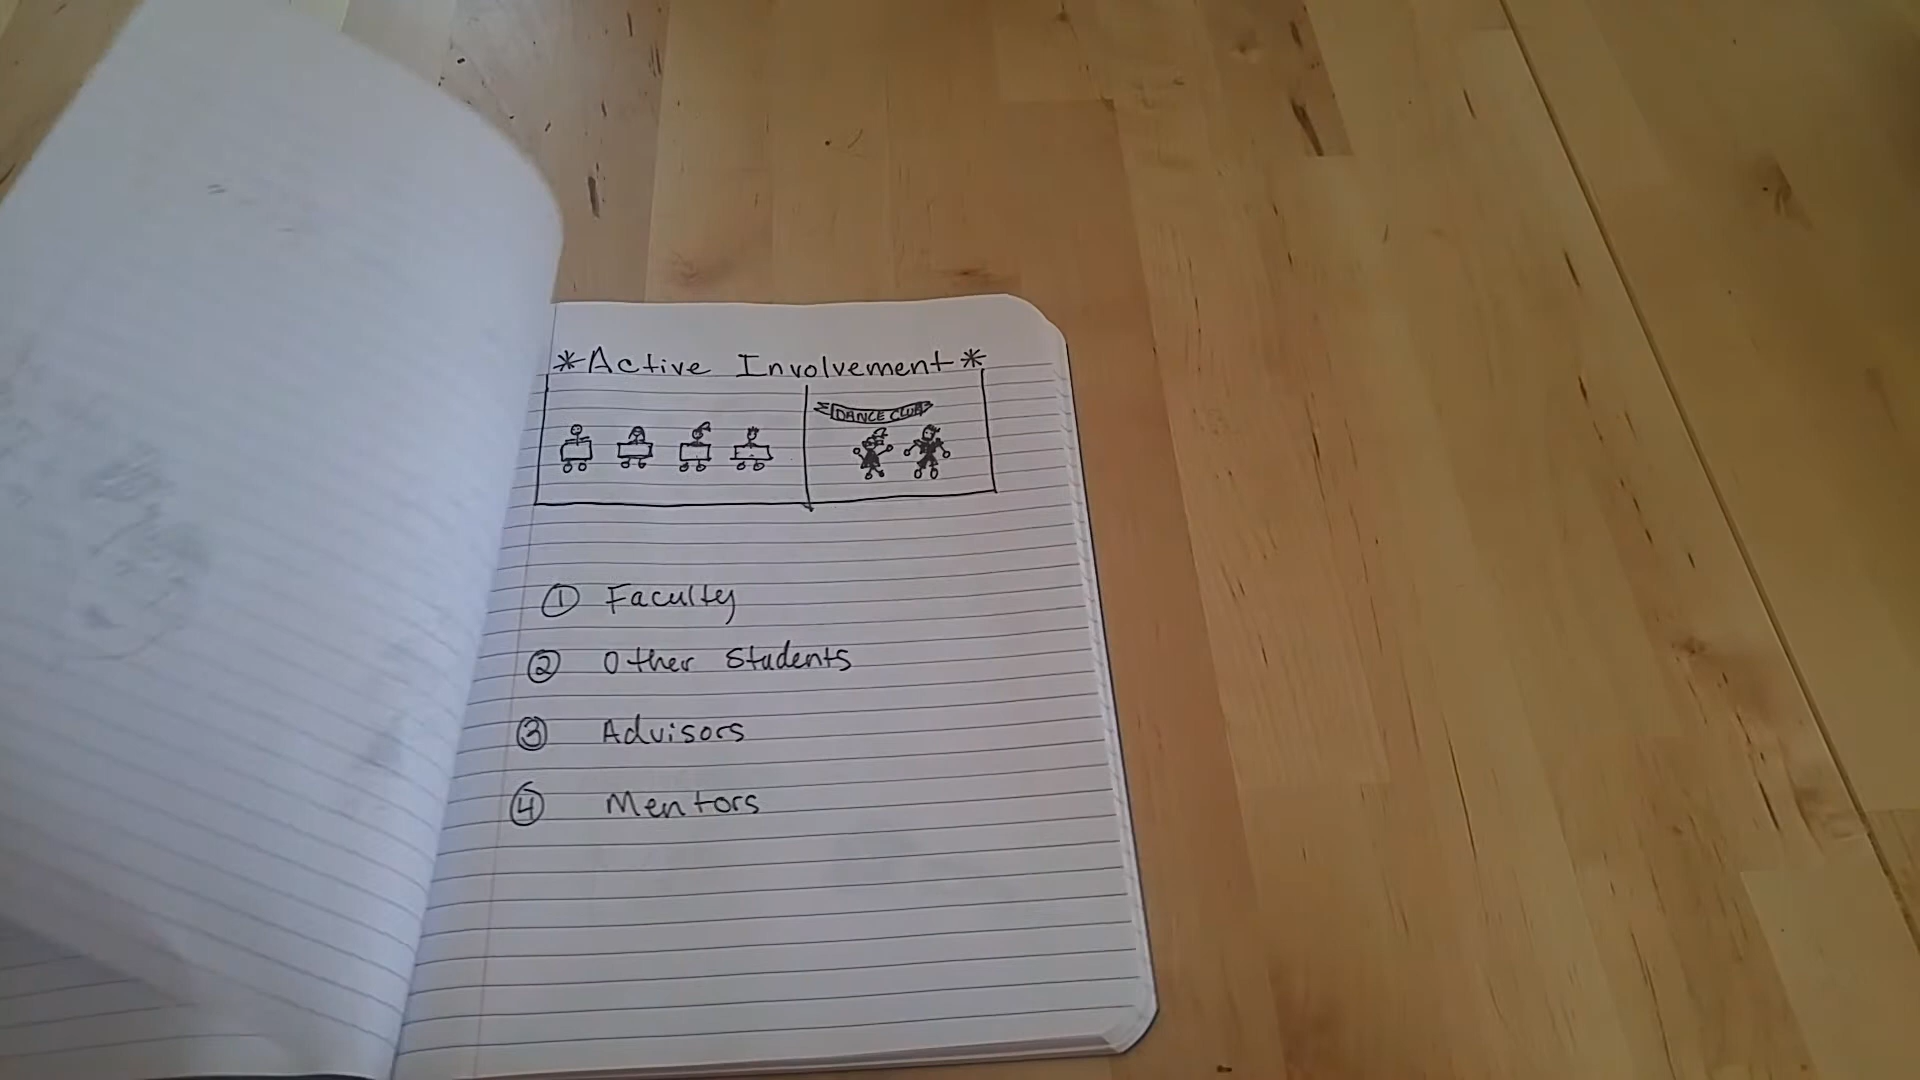 *Active Involvement*
DANCE CLUB
① Faculty
② Other Students
③ Advisors
④ Mentors